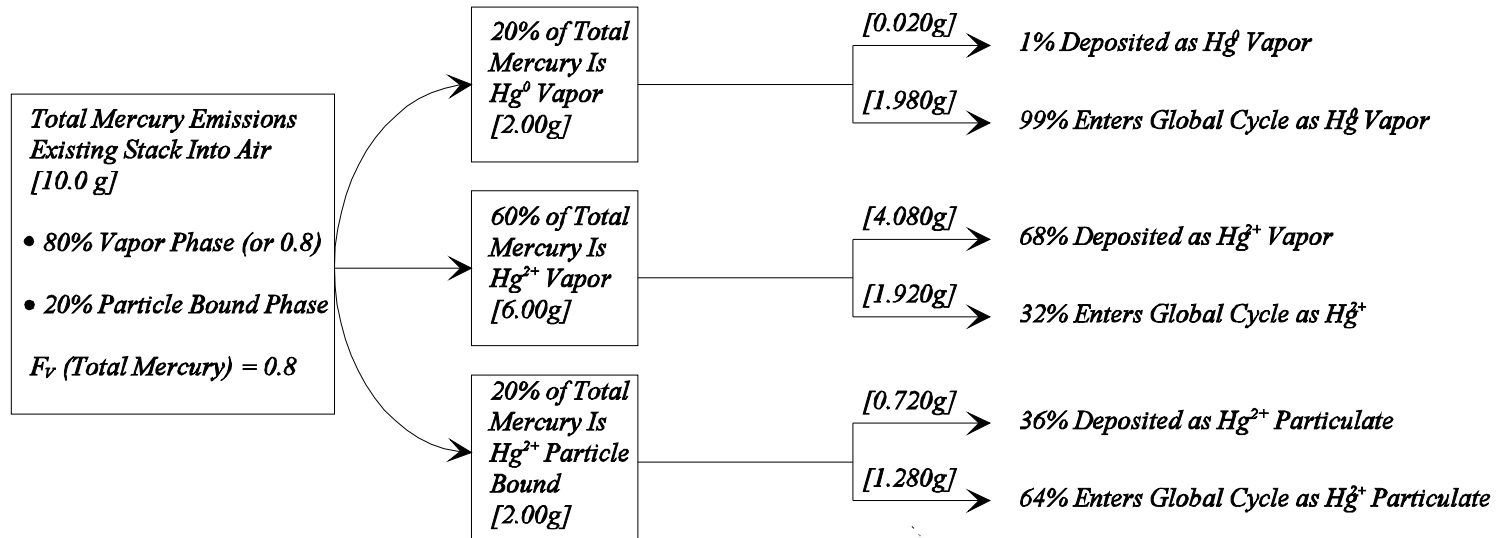 Total Mercury Emissions
Existing Stack Into Air
[10.0 g]
• 80% Vapor Phase (or 0.8)
• 20% Particle Bound Phase
Fᵥ (Total Mercury) = 0.8
20% of Total
Mercury Is
Hg⁰ Vapor
[2.00g]
[0.020g]
1% Deposited as Hg⁰ Vapor
[1.980g]
99% Enters Global Cycle as Hg⁰ Vapor
60% of Total
Mercury Is
Hg²⁺ Vapor
[6.00g]
[4.080g]
68% Deposited as Hg²⁺ Vapor
[1.920g]
32% Enters Global Cycle as Hg²⁺
20% of Total
Mercury Is
Hg²⁺ Particle
Bound
[2.00g]
[0.720g]
36% Deposited as Hg²⁺ Particulate
[1.280g]
64% Enters Global Cycle as Hg²⁺ Particulate